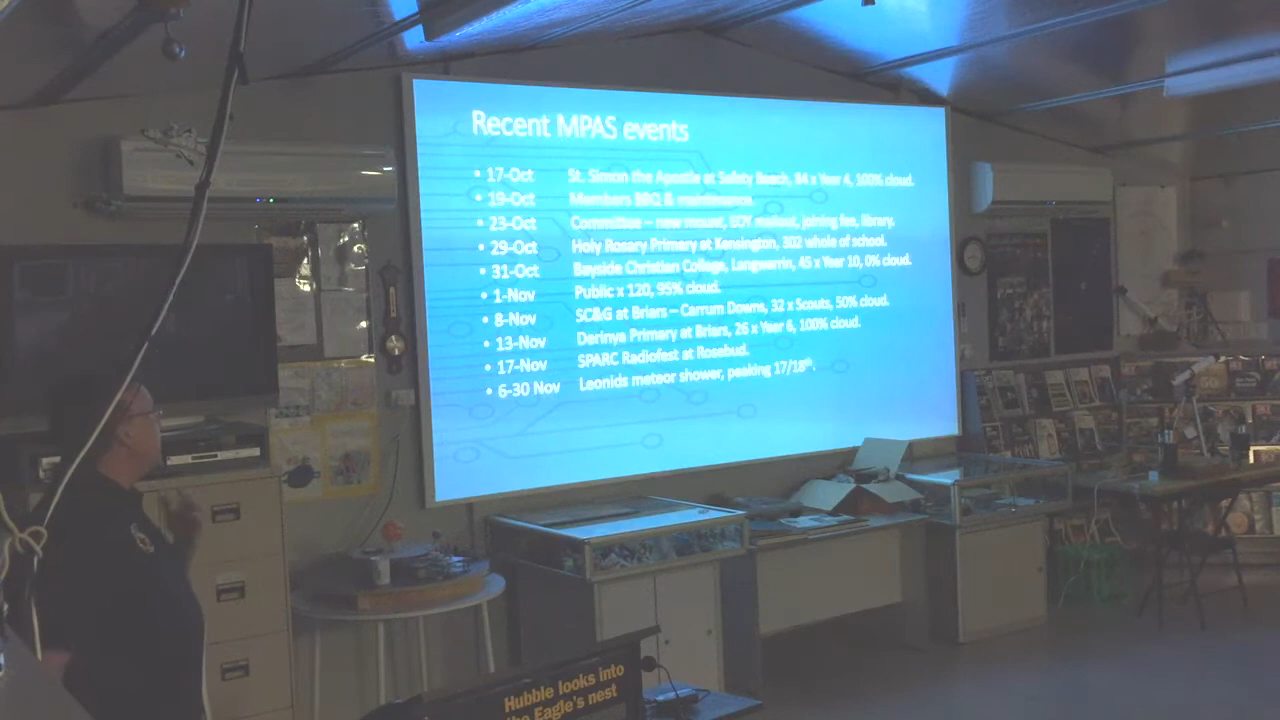 Recent MPAS events
• 17-Oct St. Simon the Apostle at Safety Beach, 84 x Year 4, 100% cloud.
• 19-Oct Members BBQ & maintenance.
• 23-Oct Committee – new mount, EOY meetout, joining fee, library.
• 29-Oct Holy Rosary Primary at Kensington, 302 whole of school.
• 31-Oct Bayside Christian College, Langwarrin, 45 x Year 10, 0% cloud.
• 1-Nov Public x 120, 95% cloud.
• 8-Nov SC&G at Briars – Carrum Downs, 32 x Scouts, 50% cloud.
• 13-Nov Derinya Primary at Briars, 26 x Year 6, 100% cloud.
• 17-Nov SPARC Radiofest at Rosebud.
• 6-30 Nov Leonids meteor shower, peaking 17/18th.
Hubble looks into
the Eagle's nest